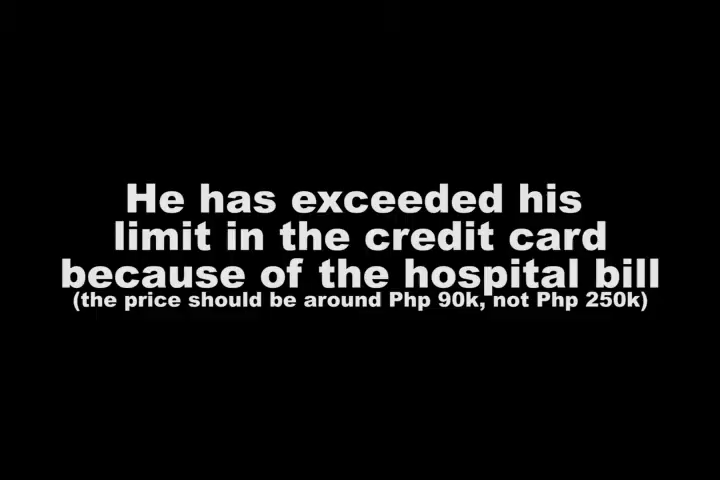 He has exceeded his
limit in the credit card
because of the hospital bill
(the price should be around Php 90k, not Php 250k)